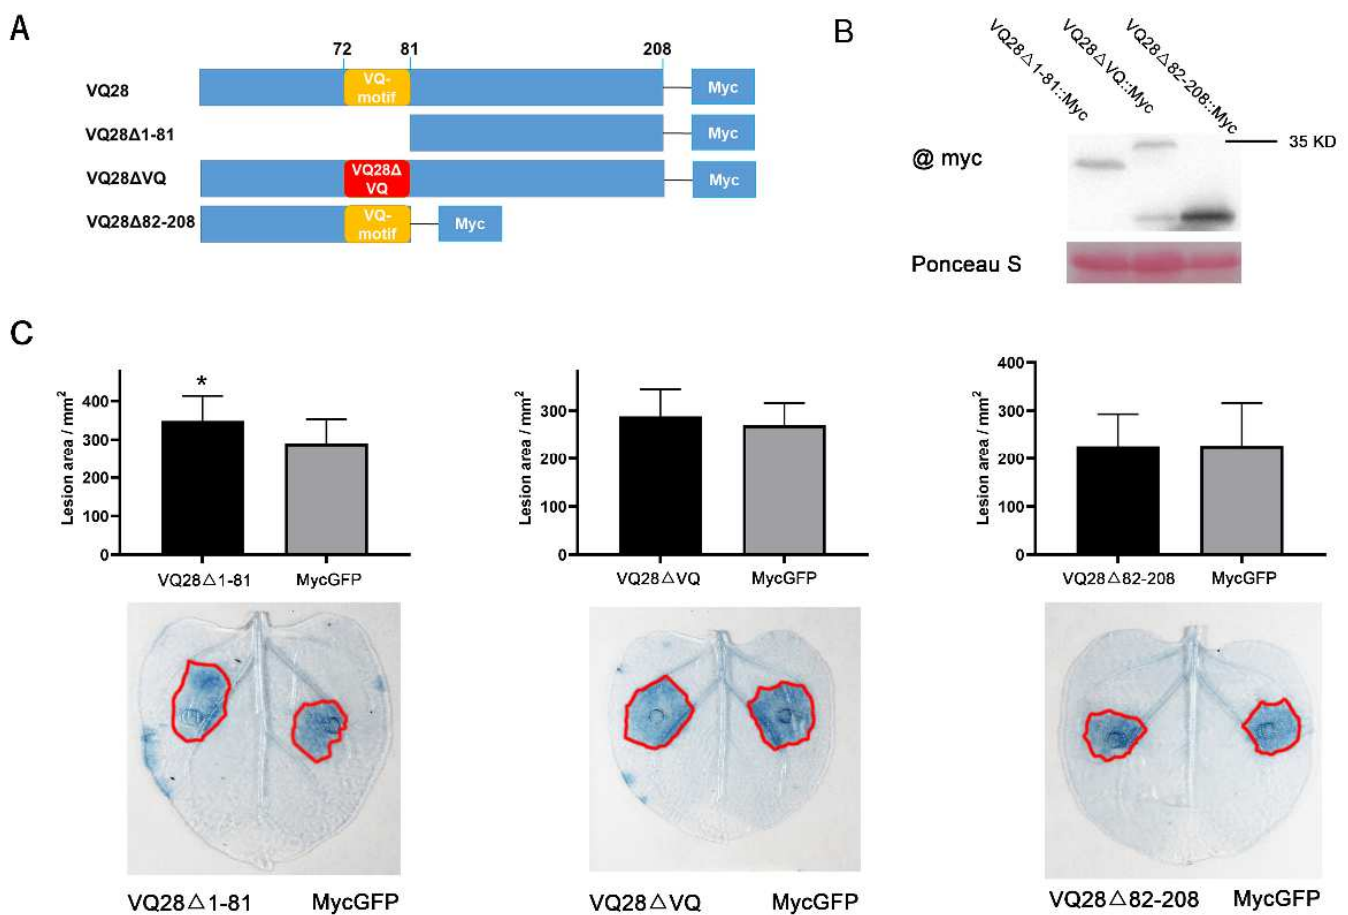 A
72 81 208
VQ28
VQ-
motif
Myc
VQ28Δ1-81
Myc
VQ28ΔVQ
VQ28Δ
VQ
Myc
VQ28Δ82-208
VQ-
motif
Myc
B
VQ28△1-81::Myc
VQ28△VQ::Myc
VQ28△82-208::Myc
35 KD
@ myc
Ponceau S
C
Lesion area / mm²
400
300
200
100
0
*
VQ28△1-81 MycGFP
Lesion area / mm²
300
200
100
0
VQ28△VQ MycGFP
Lesion area / mm²
400
300
200
100
0
VQ28△82-208 MycGFP
VQ28△1-81 MycGFP
VQ28△VQ MycGFP
VQ28△82-208 MycGFP